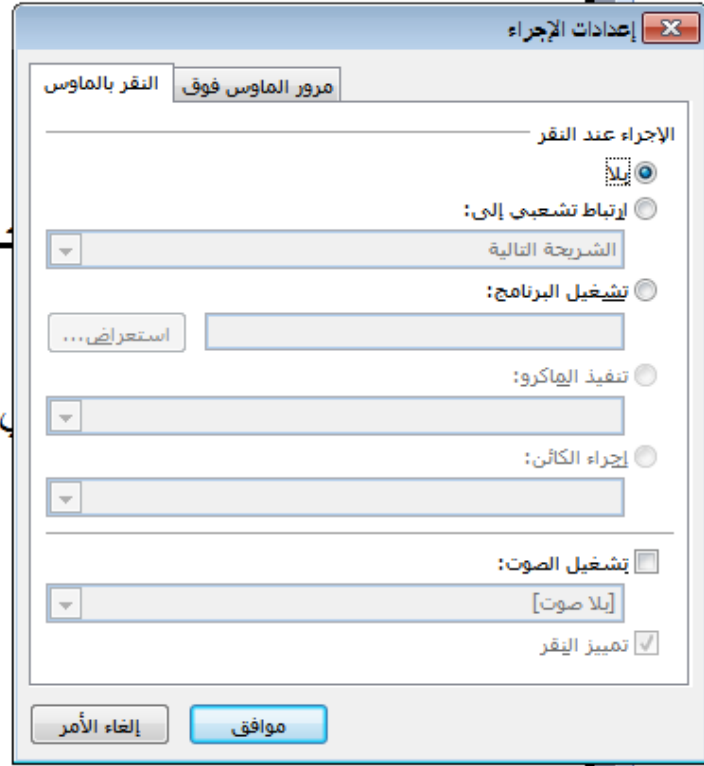 إعدادات الإجراء
النقر بالماوس
مرور الماوس فوق
الإجراء عند النقر
بلا
ارتباط تشعبي إلى:
الشريحة التالية
تشغيل البرنامج:
استعراض...
تنفيذ الماكرو:
إجراء الكائن:
تشغيل الصوت:
[بلا صوت]
تمييز النقر
موافق
إلغاء الأمر